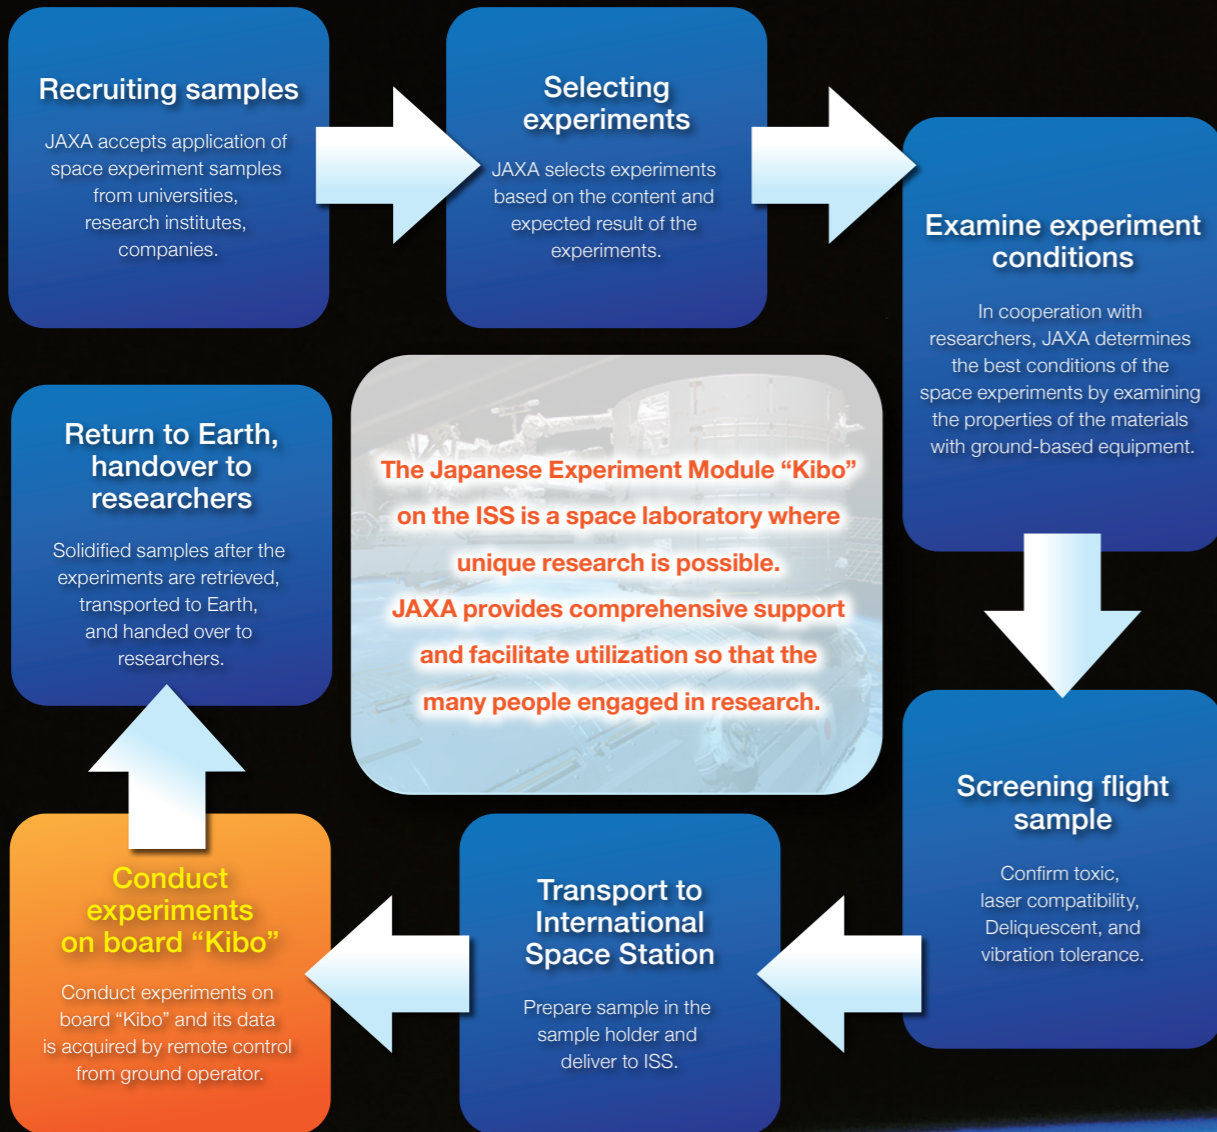 Recruiting samples
JAXA accepts application of
space experiment samples
from universities,
research institutes,
companies.
Selecting
experiments
JAXA selects experiments
based on the content and
expected result of the
experiments.
Examine experiment
conditions
In cooperation with
researchers, JAXA determines
the best conditions of the
space experiments by examining
the properties of the materials
with ground-based equipment.
Screening flight
sample
Confirm toxic,
laser compatibility,
Deliquescent, and
vibration tolerance.
Transport to
International
Space Station
Prepare sample in the
sample holder and
deliver to ISS.
Conduct
experiments
on board “Kibo”
Conduct experiments on
board “Kibo” and its data
is acquired by remote control
from ground operator.
Return to Earth,
handover to
researchers
Solidified samples after the
experiments are retrieved,
transported to Earth,
and handed over to
researchers.
The Japanese Experiment Module “Kibo”
on the ISS is a space laboratory where
unique research is possible.
JAXA provides comprehensive support
and facilitate utilization so that the
many people engaged in research.